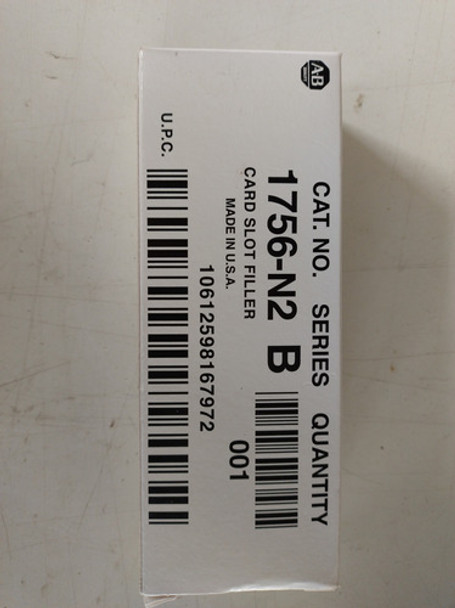 AB
CAT. NO. SERIES QUANTITY
1756-N2 B
CARD SLOT FILLER
MADE IN U.S.A.
001
10612598167972
U.P.C.